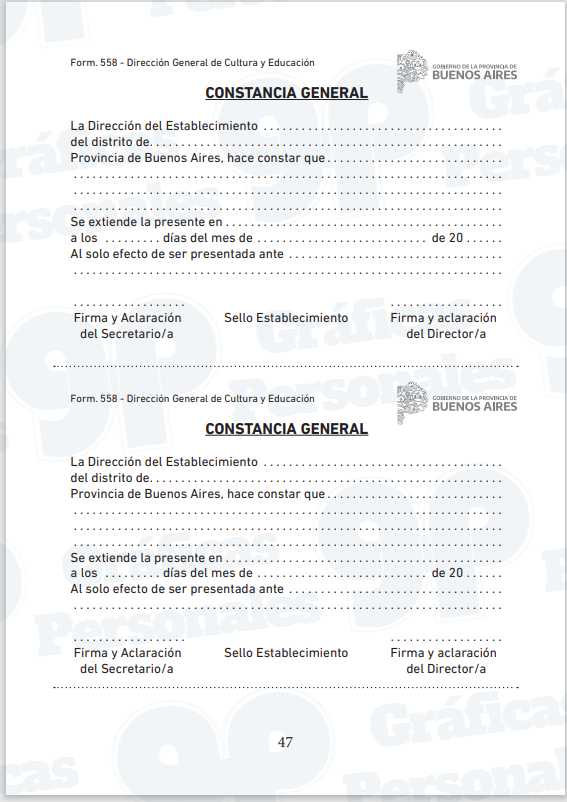 Form. 558 - Dirección General de Cultura y Educación
GOBIERNO DE LA PROVINCIA DE
BUENOS AIRES
CONSTANCIA GENERAL
La Dirección del Establecimiento . . . . . . . . . . . . . . . . . . . . . . . . . . . . . . . . . . . . .
del distrito de. . . . . . . . . . . . . . . . . . . . . . . . . . . . . . . . . . . . . . . . . . . . . . . . . . . . . .
Provincia de Buenos Aires, hace constar que . . . . . . . . . . . . . . . . . . . . . . . . . . .
. . . . . . . . . . . . . . . . . . . . . . . . . . . . . . . . . . . . . . . . . . . . . . . . . . . . . . . . . . . . . . . . . .
. . . . . . . . . . . . . . . . . . . . . . . . . . . . . . . . . . . . . . . . . . . . . . . . . . . . . . . . . . . . . . . . . .
. . . . . . . . . . . . . . . . . . . . . . . . . . . . . . . . . . . . . . . . . . . . . . . . . . . . . . . . . . . . . . . . . .
Se extiende la presente en . . . . . . . . . . . . . . . . . . . . . . . . . . . . . . . . . . . . . . . . . . .
a los . . . . . . . . . días del mes de . . . . . . . . . . . . . . . . . . . . . . . . . . . de 20 . . . . . .
Al solo efecto de ser presentada ante . . . . . . . . . . . . . . . . . . . . . . . . . . . . . . . . .
. . . . . . . . . . . . . . . . . . . . . . . . . . . . . . . . . . . . . . . . . . . . . . . . . . . . . . . . . . . . . . . . . .
. . . . . . . . . . . . . . . . . . . . . . . . . . . . . . . . . . . .
Firma y Aclaración Sello Establecimiento Firma y aclaración
del Secretario/a del Director/a
Form. 558 - Dirección General de Cultura y Educación
GOBIERNO DE LA PROVINCIA DE
BUENOS AIRES
CONSTANCIA GENERAL
La Dirección del Establecimiento . . . . . . . . . . . . . . . . . . . . . . . . . . . . . . . . . . . . .
del distrito de. . . . . . . . . . . . . . . . . . . . . . . . . . . . . . . . . . . . . . . . . . . . . . . . . . . . . .
Provincia de Buenos Aires, hace constar que . . . . . . . . . . . . . . . . . . . . . . . . . . .
. . . . . . . . . . . . . . . . . . . . . . . . . . . . . . . . . . . . . . . . . . . . . . . . . . . . . . . . . . . . . . . . . .
. . . . . . . . . . . . . . . . . . . . . . . . . . . . . . . . . . . . . . . . . . . . . . . . . . . . . . . . . . . . . . . . . .
. . . . . . . . . . . . . . . . . . . . . . . . . . . . . . . . . . . . . . . . . . . . . . . . . . . . . . . . . . . . . . . . . .
Se extiende la presente en . . . . . . . . . . . . . . . . . . . . . . . . . . . . . . . . . . . . . . . . . . .
a los . . . . . . . . . días del mes de . . . . . . . . . . . . . . . . . . . . . . . . . . . de 20 . . . . . .
Al solo efecto de ser presentada ante . . . . . . . . . . . . . . . . . . . . . . . . . . . . . . . . .
. . . . . . . . . . . . . . . . . . . . . . . . . . . . . . . . . . . . . . . . . . . . . . . . . . . . . . . . . . . . . . . . . .
. . . . . . . . . . . . . . . . . . . . . . . . . . . . . . . . . . . .
Firma y Aclaración Sello Establecimiento Firma y aclaración
del Secretario/a del Director/a
47
gp
Gráficas
Personales